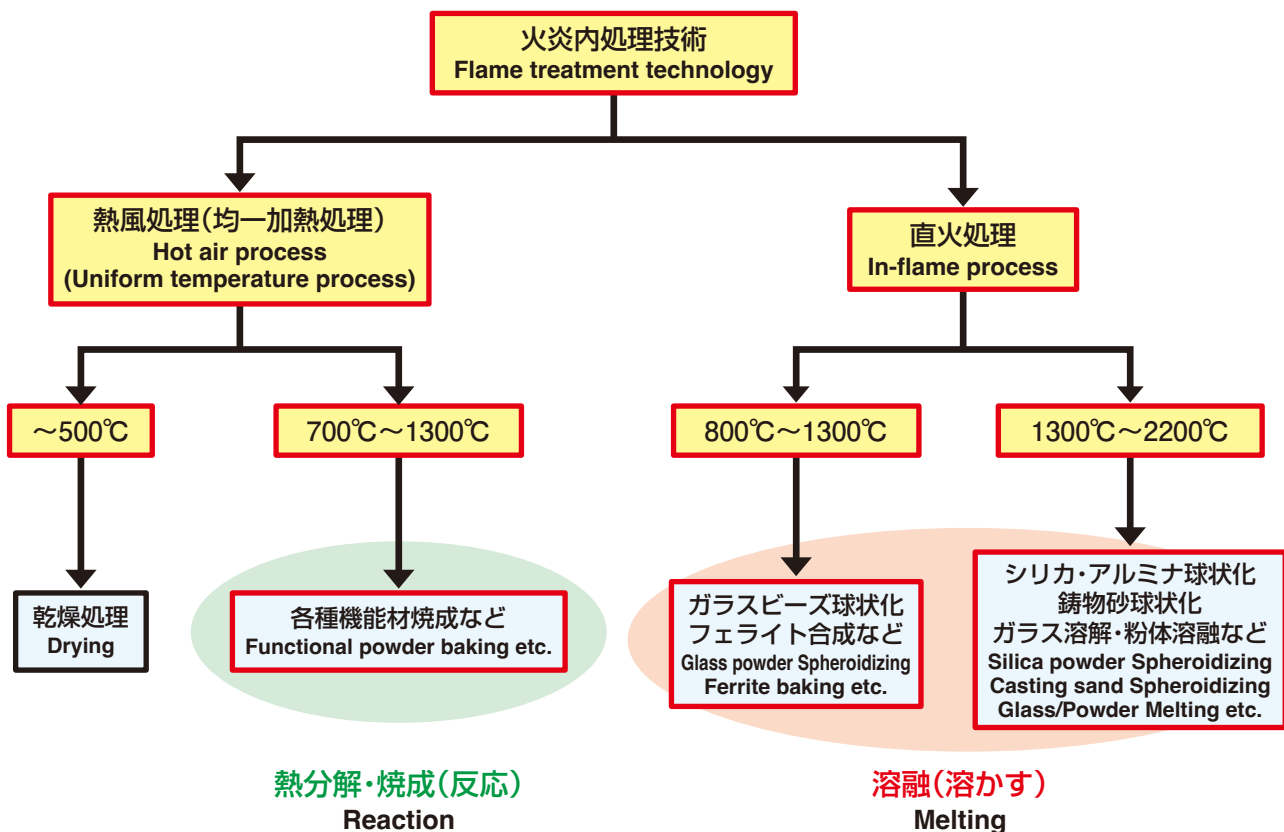 火炎内処理技術
Flame treatment technology
熱風処理(均一加熱処理)
Hot air process
(Uniform temperature process)
直火処理
In-flame process
～500℃
700℃～1300℃
800℃～1300℃
1300℃～2200℃
乾燥処理
Drying
各種機能材焼成など
Functional powder baking etc.
ガラスビーズ球状化
フェライト合成など
Glass powder Spheroidizing
Ferrite baking etc.
シリカ・アルミナ球状化
鋳物砂球状化
ガラス溶解・粉体溶融など
Silica powder Spheroidizing
Casting sand Spheroidizing
Glass/Powder Melting etc.
熱分解・焼成(反応)
Reaction
溶融(溶かす)
Melting